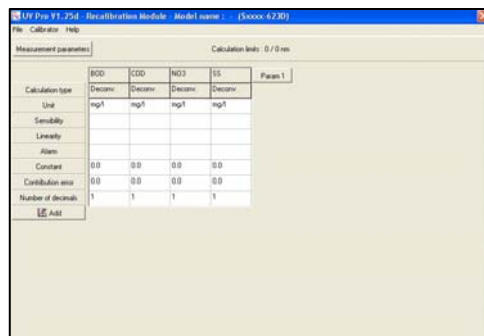 UV Pro V1.25d - Recalibration Module - Model name : - (Sxxxx-623D)
File Calibrator Help
Measurement parameters Calculation limits : 0 / 0 nm
BOD COD NO3 SS Param 1
Calculation type Deconv. Deconv. Deconv. Deconv.
Unit mg/l mg/l mg/l mg/l
Sensibility
Linearity
Alarm
Constant 0.0 0.0 0.0 0.0
Contribution error 0.0 0.0 0.0 0.0
Number of decimals 1 1 1 1
Add